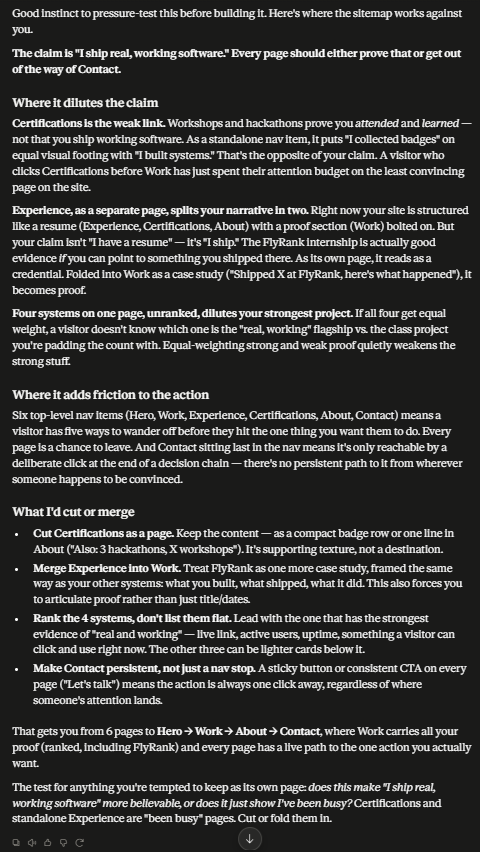 Good instinct to pressure-test this before building it. Here's where the sitemap works against
you.
The claim is "I ship real, working software." Every page should either prove that or get out
of the way of Contact.
Where it dilutes the claim
Certifications is the weak link. Workshops and hackathons prove you attended and learned —
not that you ship working software. As a standalone nav item, it puts "I collected badges" on
equal visual footing with "I built systems." That's the opposite of your claim. A visitor who
clicks Certifications before Work has just spent their attention budget on the least convincing
page on the site.
Experience, as a separate page, splits your narrative in two. Right now your site is structured
like a resume (Experience, Certifications, About) with a proof section (Work) bolted on. But
your claim isn't "I have a resume" — it's "I ship." The FlyRank internship is actually good
evidence if you can point to something you shipped there. As its own page, it reads as a
credential. Folded into Work as a case study ("Shipped X at FlyRank, here's what happened"), it
becomes proof.
Four systems on one page, unranked, dilutes your strongest project. If all four get equal
weight, a visitor doesn't know which one is the "real, working" flagship vs. the class project
you're padding the count with. Equal-weighting strong and weak proof quietly weakens the
strong stuff.
Where it adds friction to the action
Six top-level nav items (Hero, Work, Experience, Certifications, About, Contact) means a
visitor has five ways to wander off before they hit the one thing you want them to do. Every
page is a chance to leave. And Contact sitting last in the nav means it's only reachable by a
deliberate click at the end of a decision chain — there's no persistent path to it from wherever
someone happens to be convinced.
What I'd cut or merge
• Cut Certifications as a page. Keep the content — as a compact badge row or one line in
About ("Also: 3 hackathons, X workshops"). It's supporting texture, not a destination.
• Merge Experience into Work. Treat FlyRank as one more case study, framed the same
way as your other systems: what you built, what shipped, what it did. This also forces you
to articulate proof rather than just title/dates.
• Rank the 4 systems, don't list them flat. Lead with the one that has the strongest
evidence of "real and working" — live link, active users, uptime, something a visitor can
click and use right now. The other three can be lighter cards below it.
• Make Contact persistent, not just a nav stop. A sticky button or consistent CTA on every
page ("Let's talk") means the action is always one click away, regardless of where
someone's attention lands.
That gets you from 6 pages to Hero → Work → About → Contact, where Work carries all your
proof (ranked, including FlyRank) and every page has a live path to the one action you actually
want.
The test for anything you're tempted to keep as its own page: does this make "I ship real,
working software" more believable, or does it just show I've been busy? Certifications and
standalone Experience are "been busy" pages. Cut or fold them in.